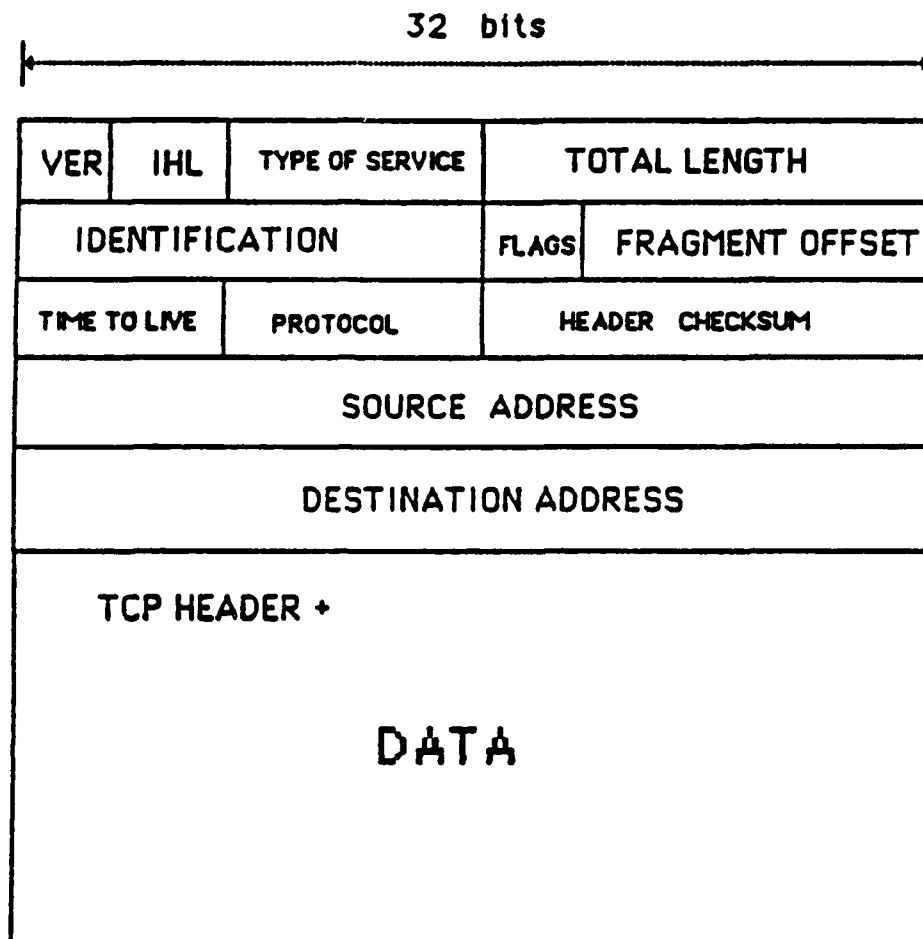 32 bits
VER IHL TYPE OF SERVICE TOTAL LENGTH
IDENTIFICATION FLAGS FRAGMENT OFFSET
TIME TO LIVE PROTOCOL HEADER CHECKSUM
SOURCE ADDRESS
DESTINATION ADDRESS
TCP HEADER +
DATA